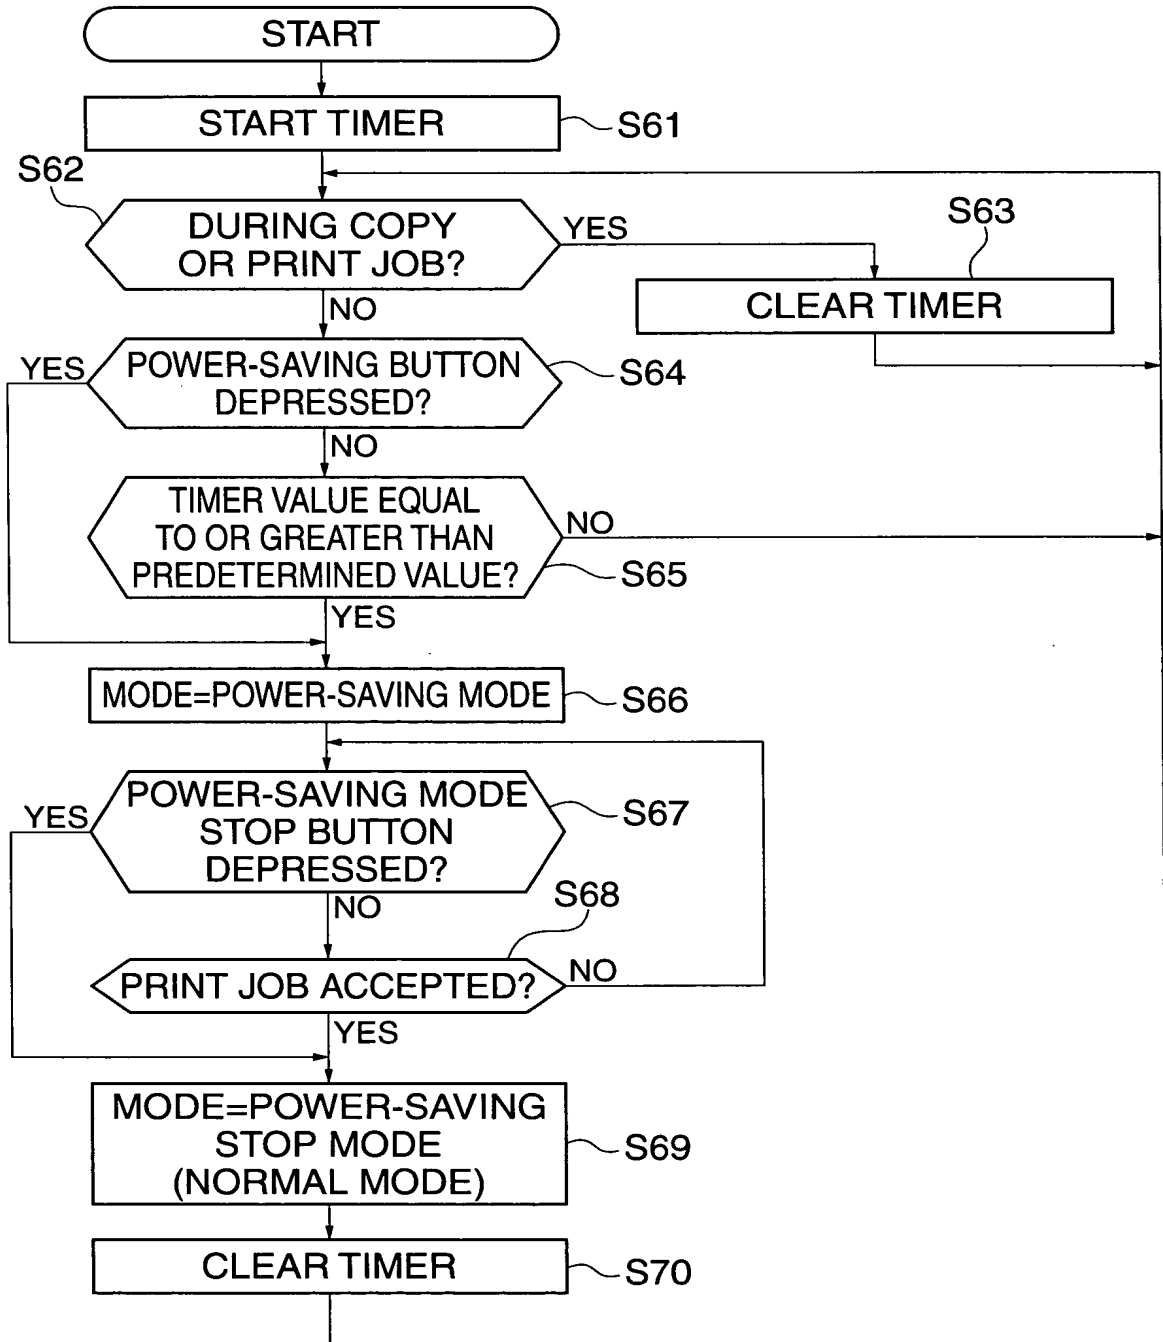 START
START TIMER
S61
S62
DURING COPY
OR PRINT JOB?
YES
NO
S63
CLEAR TIMER
POWER-SAVING BUTTON
DEPRESSED?
YES
S64
NO
TIMER VALUE EQUAL
TO OR GREATER THAN
PREDETERMINED VALUE?
NO
S65
YES
MODE=POWER-SAVING MODE
S66
POWER-SAVING MODE
STOP BUTTON
DEPRESSED?
YES
S67
NO
S68
PRINT JOB ACCEPTED?
NO
YES
MODE=POWER-SAVING
STOP MODE
(NORMAL MODE)
S69
CLEAR TIMER
S70